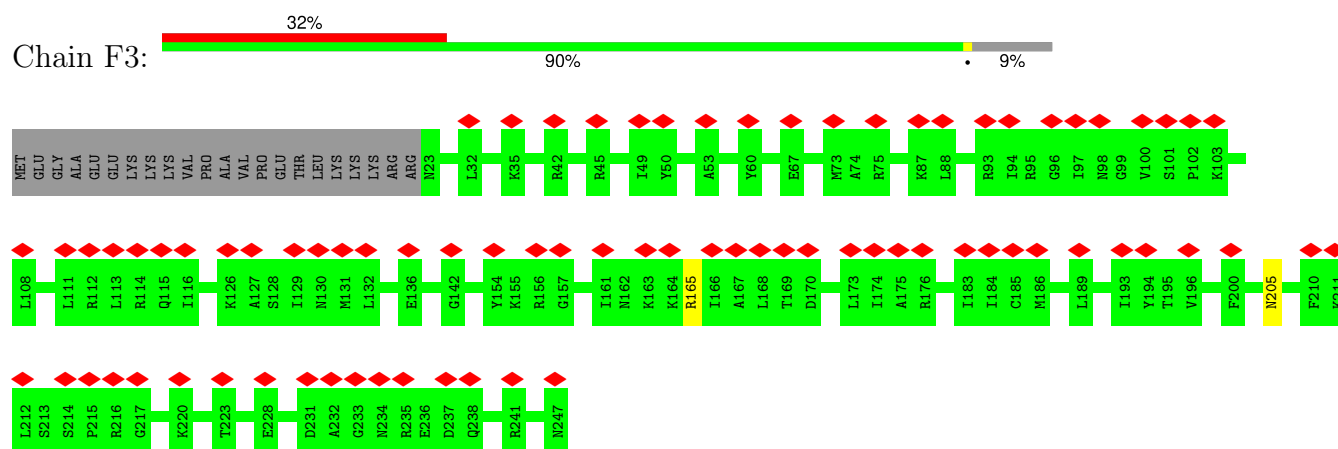 32%
Chain F3:
90% • 9%
MET GLU GLY ALA GLU GLU LYS LYS LYS VAL PRO ALA VAL PRO GLU THR LEU LYS LYS LYS ARG ARG N23 L32 K35 R42 R45 I49 Y50 A53 Y60 E67 M73 A74 R75 K87 L88 R93 I94 R95 G96 I97 N98 G99 V100 S101 P102 K103
L108 L111 R112 L113 R114 Q115 I116 K126 A127 S128 I129 N130 M131 L132 E136 G142 Y154 K155 R156 G157 I161 N162 K163 K164 R165 I166 A167 L168 T169 D170 L173 I174 A175 R176 I183 I184 C185 M186 L189 I193 Y194 T195 V196 F200 N205 F210 K211
L212 S213 S214 P215 R216 G217 K220 T223 E228 D231 A232 G233 N234 R235 E236 D237 Q238 R241 N247